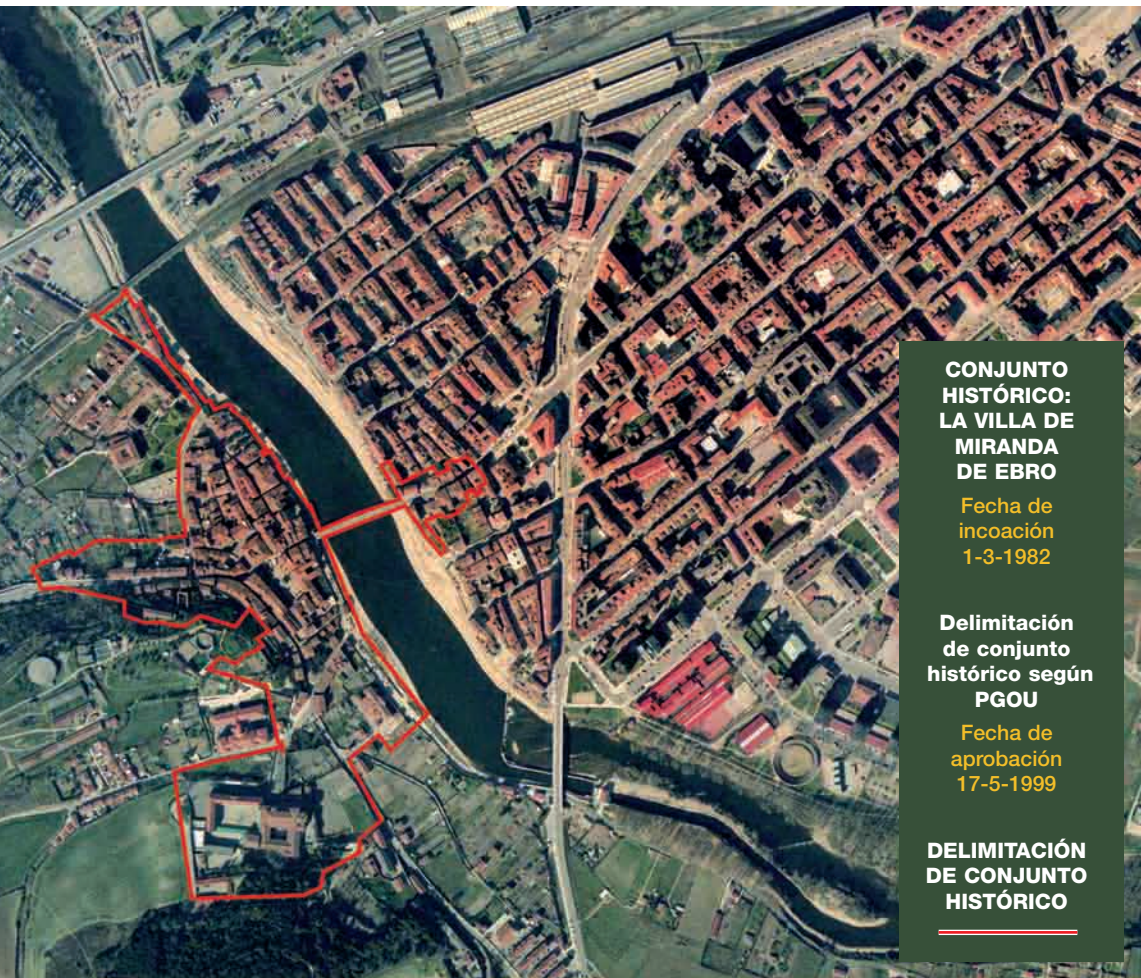 CONJUNTO
HISTÓRICO:
LA VILLA DE
MIRANDA
DE EBRO
Fecha de
incoación
1-3-1982
Delimitación
de conjunto
histórico según
PGOU
Fecha de
aprobación
17-5-1999
DELIMITACIÓN
DE CONJUNTO
HISTÓRICO